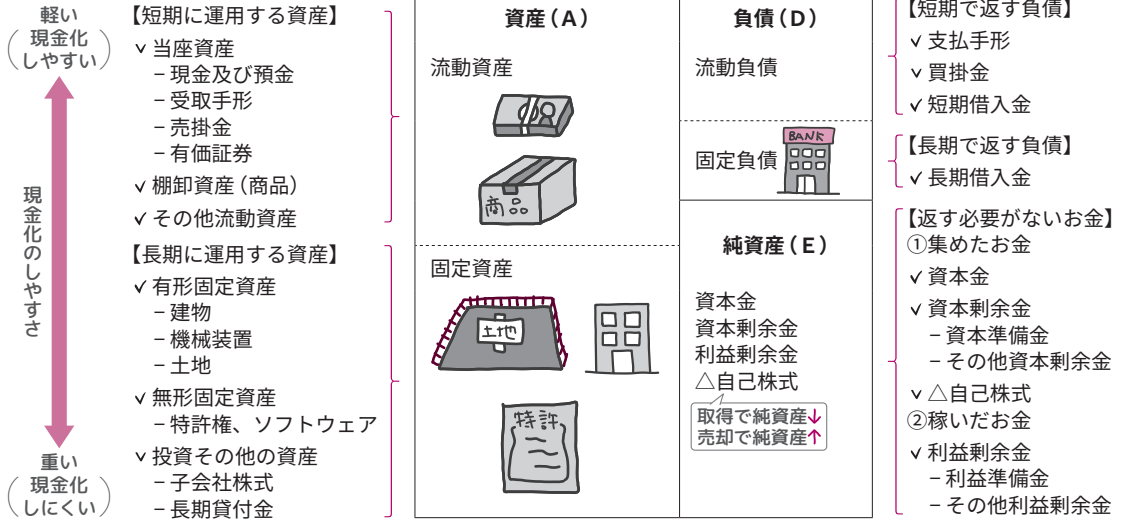 軽い
(現金化
しやすい)
現金化のしやすさ
重い
(現金化
しにくい)
【短期に運用する資産】
✓当座資産
−現金及び預金
−受取手形
−売掛金
−有価証券
✓棚卸資産(商品)
✓その他流動資産
【長期に運用する資産】
✓有形固定資産
−建物
−機械装置
−土地
✓無形固定資産
−特許権、ソフトウェア
✓投資その他の資産
−子会社株式
−長期貸付金
資産(A)
流動資産
商品
固定資産
土地
特許
負債(D)
流動負債
固定負債
BANK
純資産(E)
資本金
資本剰余金
利益剰余金
△自己株式
取得で純資産↓
売却で純資産↑
【短期で返す負債】
✓支払手形
✓買掛金
✓短期借入金
【長期で返す負債】
✓長期借入金
【返す必要がないお金】
①集めたお金
✓資本金
✓資本剰余金
−資本準備金
−その他資本剰余金
✓△自己株式
②稼いだお金
✓利益剰余金
−利益準備金
−その他利益剰余金